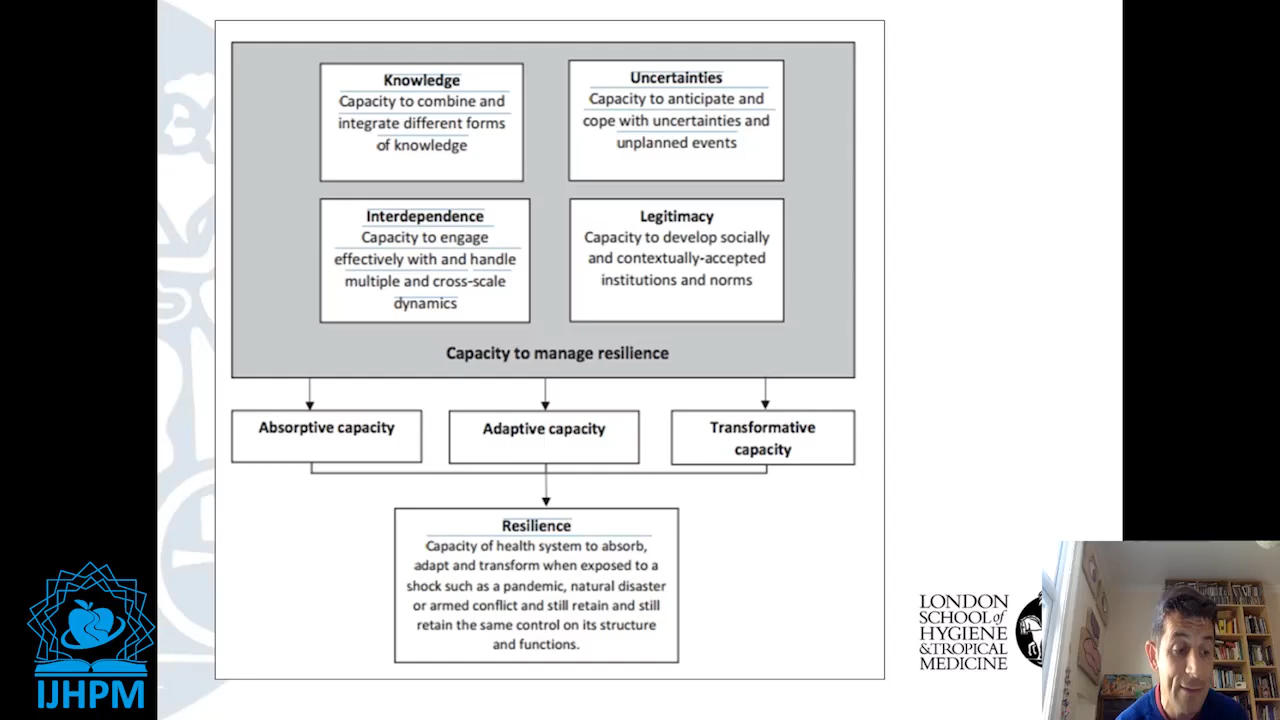 Knowledge
Capacity to combine and
integrate different forms
of knowledge
Uncertainties
Capacity to anticipate and
cope with uncertainties and
unplanned events
Interdependence
Capacity to engage
effectively with and handle
multiple and cross-scale
dynamics
Legitimacy
Capacity to develop socially
and contextually-accepted
institutions and norms
Capacity to manage resilience
Absorptive capacity
Adaptive capacity
Transformative
capacity
Resilience
Capacity of health system to absorb,
adapt and transform when exposed to a
shock such as a pandemic, natural disaster
or armed conflict and still retain and still
retain the same control on its structure
and functions.
IJHPM
LONDON
SCHOOL of
HYGIENE
&TROPICAL
MEDICINE